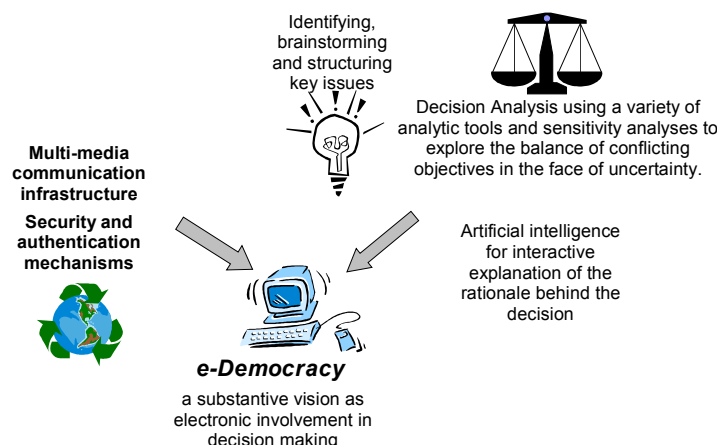 Identifying,
brainstorming
and structuring
key issues
Decision Analysis using a variety of
analytic tools and sensitivity analyses to
explore the balance of conflicting
objectives in the face of uncertainty.
Multi-media
communication
infrastructure
Security and
authentication
mechanisms
Artificial intelligence
for interactive
explanation of the
rationale behind the
decision
e-Democracy
a substantive vision as
electronic involvement in
decision making